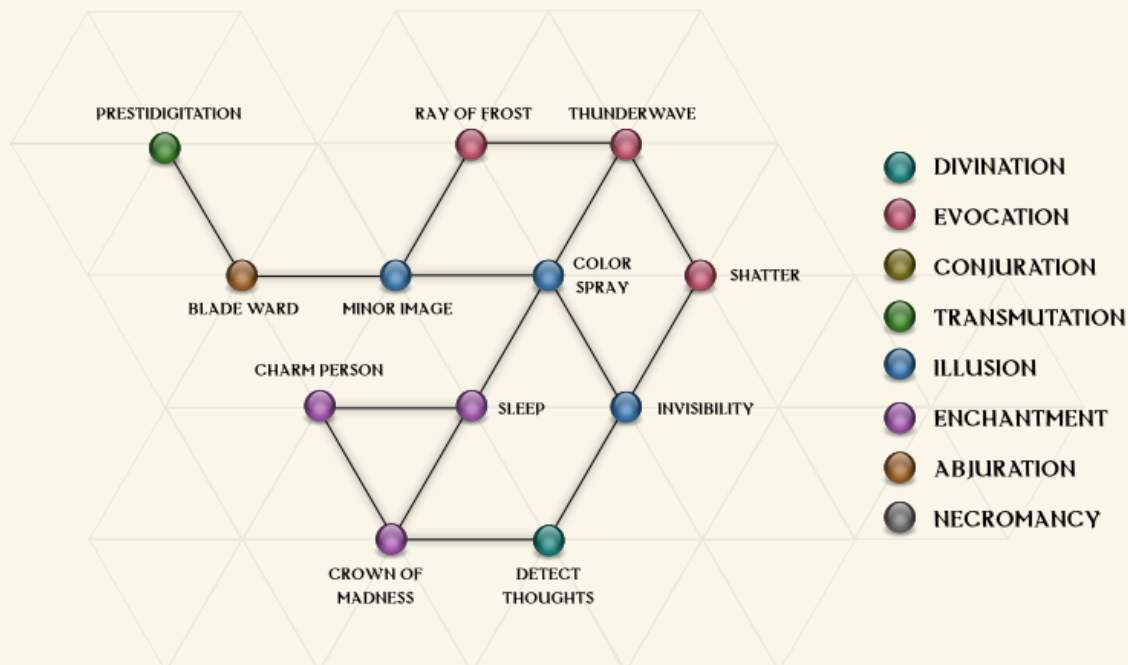 PRESTIDIGITATION
RAY OF FROST
THUNDERWAVE
BLADE WARD
MINOR IMAGE
COLOR
SPRAY
SHATTER
CHARM PERSON
SLEEP
INVISIBILITY
CROWN OF
MADNESS
DETECT
THOUGHTS
DIVINATION
EVOCATION
CONJURATION
TRANSMUTATION
ILLUSION
ENCHANTMENT
ABJURATION
NECROMANCY